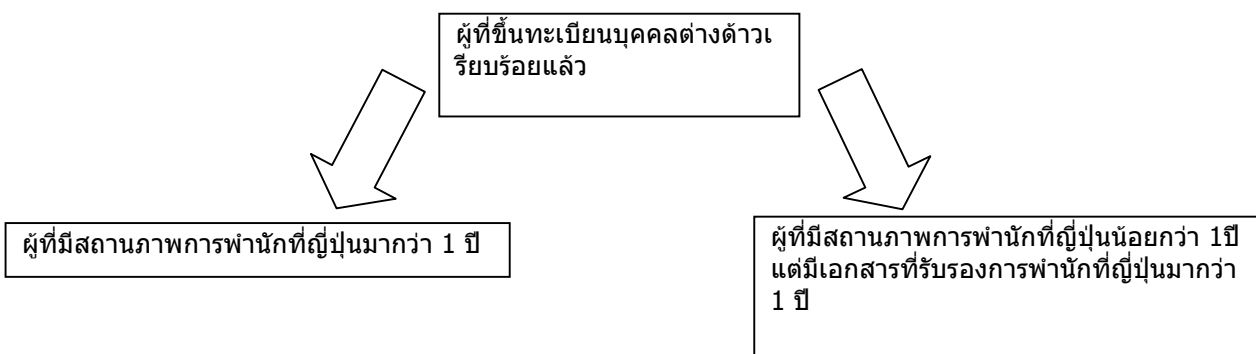 ผู้ที่ขึ้นทะเบียนบุคคลต่างด้าวเ
รียบร้อยแล้ว
ผู้ที่มีสถานภาพการพำนักที่ญี่ปุ่นมากว่า 1 ปี
ผู้ที่มีสถานภาพการพำนักที่ญี่ปุ่นน้อยกว่า 1ปี
แต่มีเอกสารที่รับรองการพำนักที่ญี่ปุ่นมากว่า
1 ปี